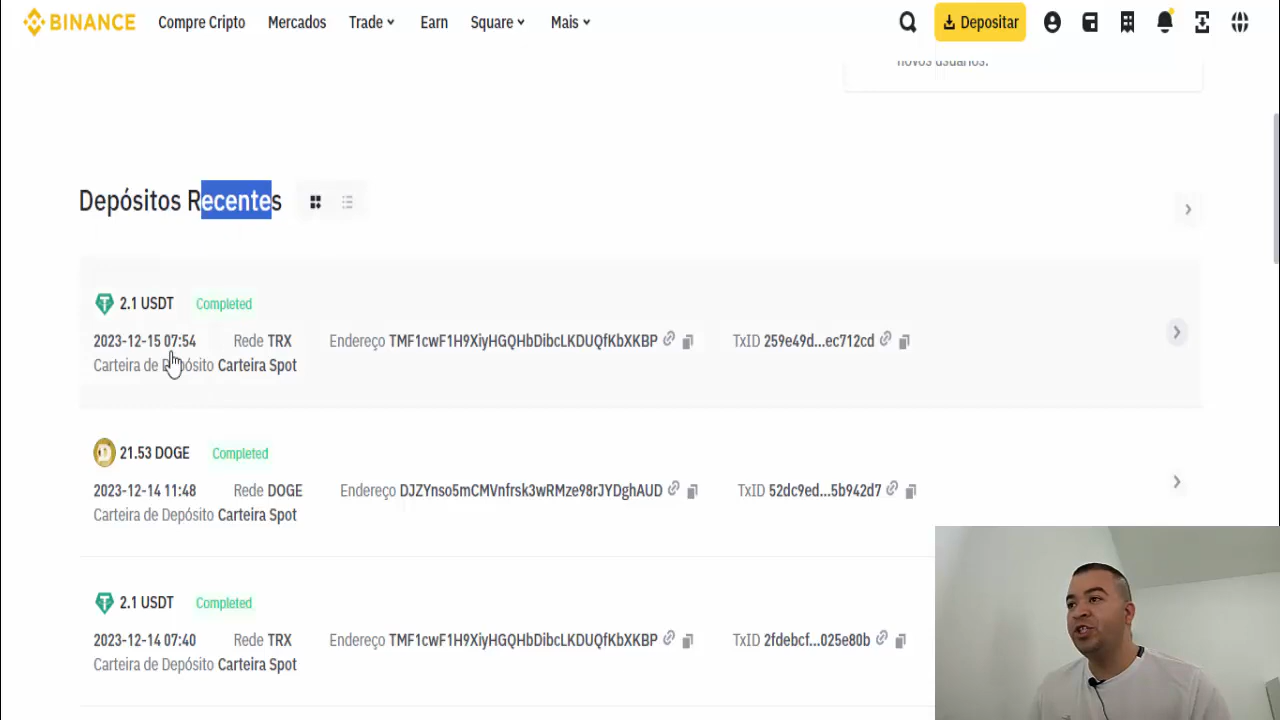 BINANCE Compre Cripto Mercados Trade Earn Square Mais Depositar
novos usuários.
Depósitos Recentes
2.1 USDT Completed
2023-12-15 07:54 Rede TRX Endereço TMF1cwF1H9XiyHGQHbDibcLKDUQfKbXKBP TxID 259e49d...ec712cd
Carteira de Depósito Carteira Spot
21.53 DOGE Completed
2023-12-14 11:48 Rede DOGE Endereço DJZYnso5mCMVnfrsk3wRMze98rJYDghAUD TxID 52dc9ed...5b942d7
Carteira de Depósito Carteira Spot
2.1 USDT Completed
2023-12-14 07:40 Rede TRX Endereço TMF1cwF1H9XiyHGQHbDibcLKDUQfKbXKBP TxID 2fdebcf...025e80b
Carteira de Depósito Carteira Spot